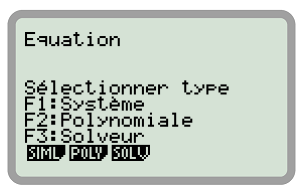 Equation
Sélectionner type
F1:Système
F2:Polynomiale
F3:Solveur
SIML POLY SOLV